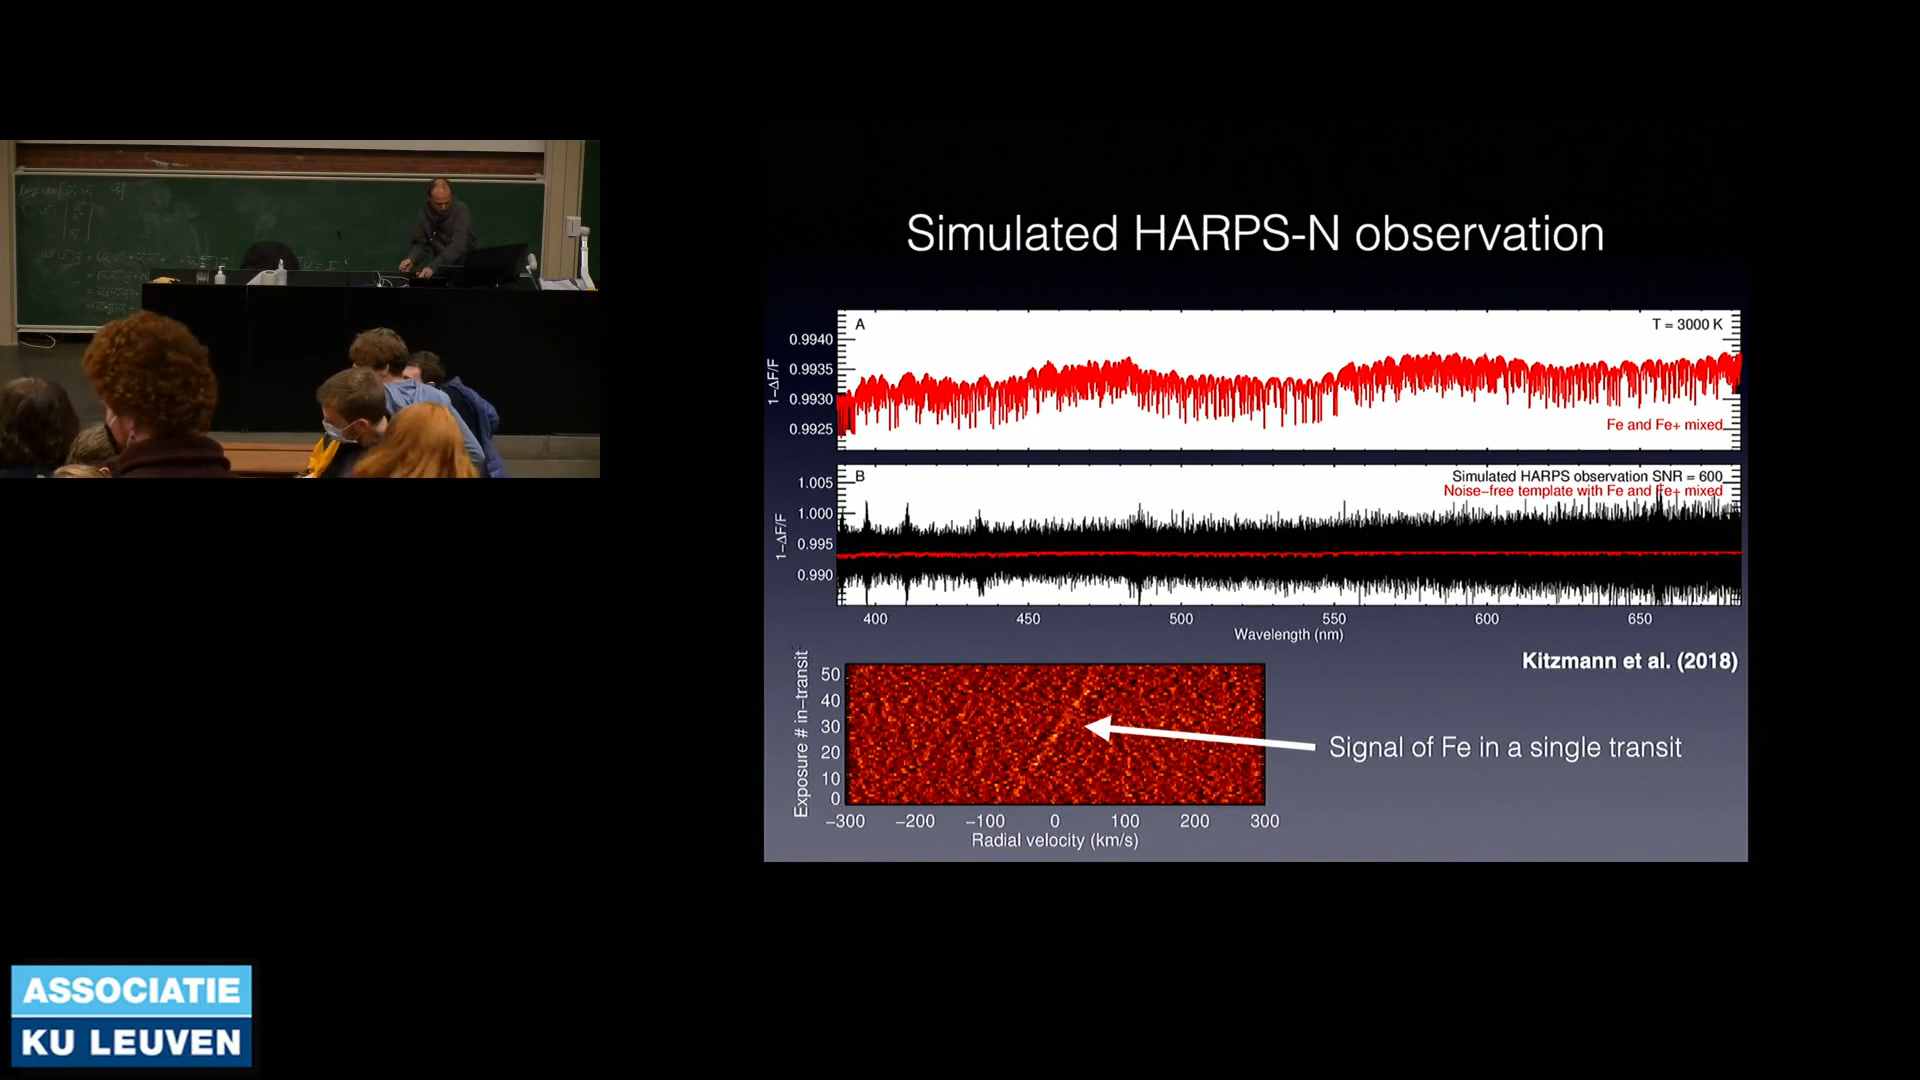 Simulated HARPS-N observation
A
T = 3000 K
0.9940
0.9935
0.9930
0.9925
1-ΔF/F
Fe and Fe+ mixed
B
Simulated HARPS observation SNR = 600
Noise-free template with Fe and Fe+ mixed
1.005
1.000
0.995
0.990
1-ΔF/F
400 450 500 550 600 650
Wavelength (nm)
Kitzmann et al. (2018)
50
40
30
20
10
0
Exposure # in-transit
Signal of Fe in a single transit
-300 -200 -100 0 100 200 300
Radial velocity (km/s)
ASSOCIATIE
KU LEUVEN